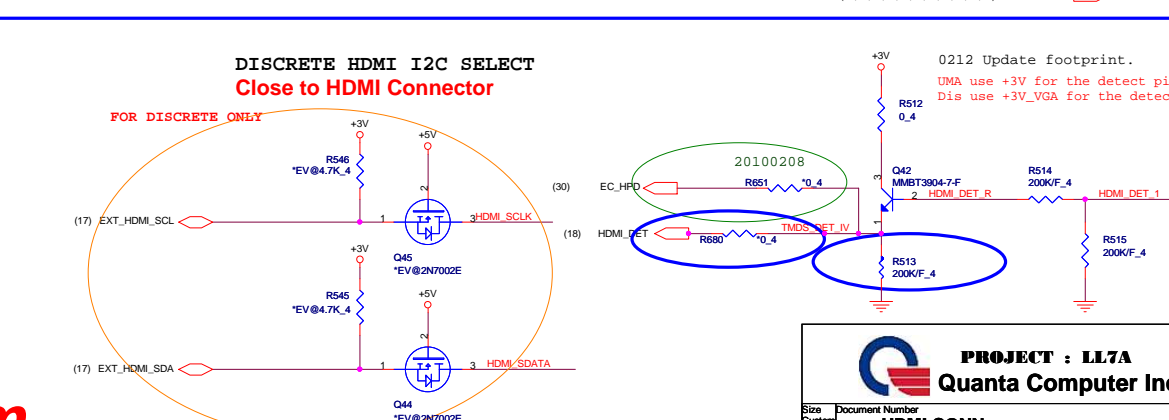 DISCRETE HDMI I2C SELECT
Close to HDMI Connector
FOR DISCRETE ONLY
+3V
+5V
R546
*EV@4.7K_4
2
(17) EXT_HDMI_SCL
1
3
HDMI_SCLK
Q45
*EV@2N7002E
+3V
+5V
R545
*EV@4.7K_4
2
(17) EXT_HDMI_SDA
1
3
HDMI_SDATA
Q44
*EV@2N7002E
+3V
0212 Update footprint.
UMA use +3V for the detect pi
Dis use +3V_VGA for the detec
R512
0_4
20100208
(30) EC_HPD
R651
*0_4
3
Q42
MMBT3904-7-F
2
HDMI_DET_R
R514
200K/F_4
HDMI_DET_1
1
(18) HDMI_DET
R680
*0_4
TMDS_DET_IV
R513
200K/F_4
R515
200K/F_4
PROJECT : LL7A
Quanta Computer Inc
Size
Document Number
Custom
HDMI CONN